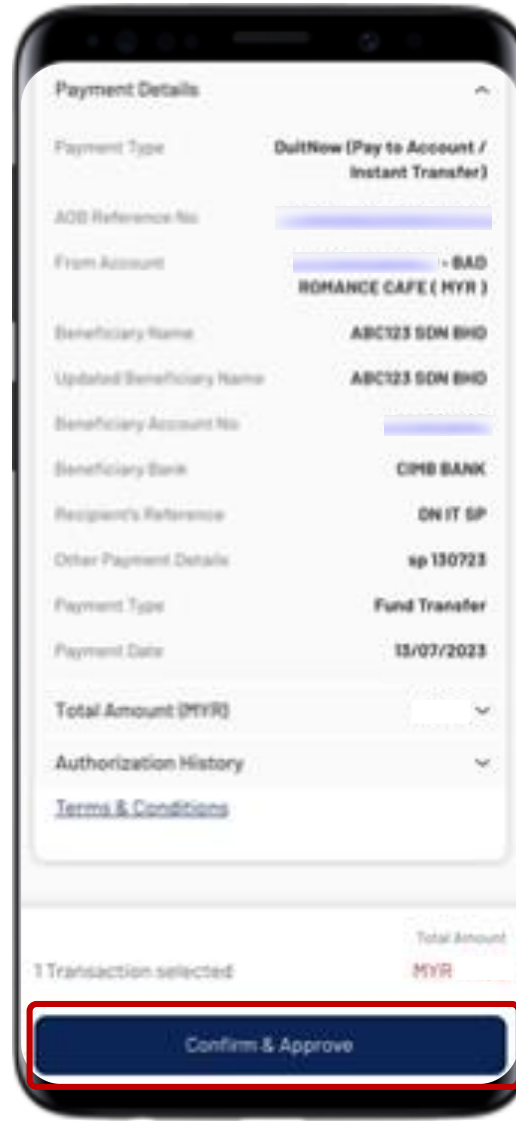 Payment Details
Payment Type DuitNow (Pay to Account /
Instant Transfer)
AOB Reference No
From Account - BAD
ROMANCE CAFE ( MYR )
Beneficiary Name ABC123 SDN BHD
Updated Beneficiary Name ABC123 SDN BHD
Beneficiary Account No
Beneficiary Bank CIMB BANK
Recipient's Reference DN IT SP
Other Payment Details sp 130723
Payment Type Fund Transfer
Payment Date 13/07/2023
Total Amount (MYR)
Authorization History
Terms & Conditions
Total Amount
1 Transaction selected MYR
Confirm & Approve